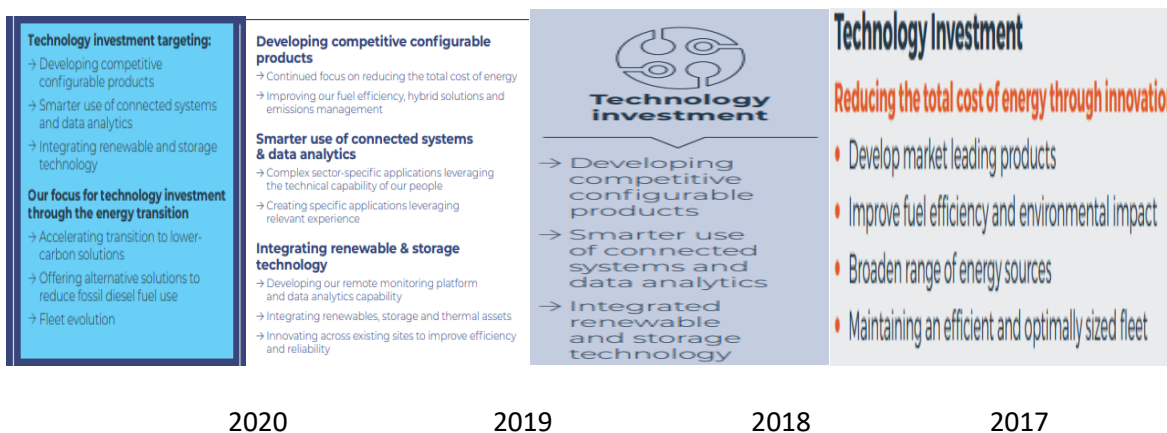 Technology investment targeting:
→ Developing competitive
configurable products
→ Smarter use of connected systems
and data analytics
→ Integrating renewable and storage
technology
Our focus for technology investment
through the energy transition
→ Accelerating transition to lower-
carbon solutions
→ Offering alternative solutions to
reduce fossil diesel fuel use
→ Fleet evolution
Developing competitive configurable
products
→ Continued focus on reducing the total cost of energy
→ Improving our fuel efficiency, hybrid solutions and
emissions management
Smarter use of connected systems
& data analytics
→ Complex sector-specific applications leveraging
the technical capability of our people
→ Creating specific applications leveraging
relevant experience
Integrating renewable & storage
technology
→ Developing our remote monitoring platform
and data analytics capability
→ Integrating renewables, storage and thermal assets
→ Innovating across existing sites to improve efficiency
and reliability
Technology
investment
→ Developing
competitive
configurable
products
→ Smarter use
of connected
systems and
data analytics
→ Integrated
renewable
and storage
technology
Technology Investment
Reducing the total cost of energy through innovatio
• Develop market leading products
• Improve fuel efficiency and environmental impact
• Broaden range of energy sources
• Maintaining an efficient and optimally sized fleet
2020 2019 2018 2017